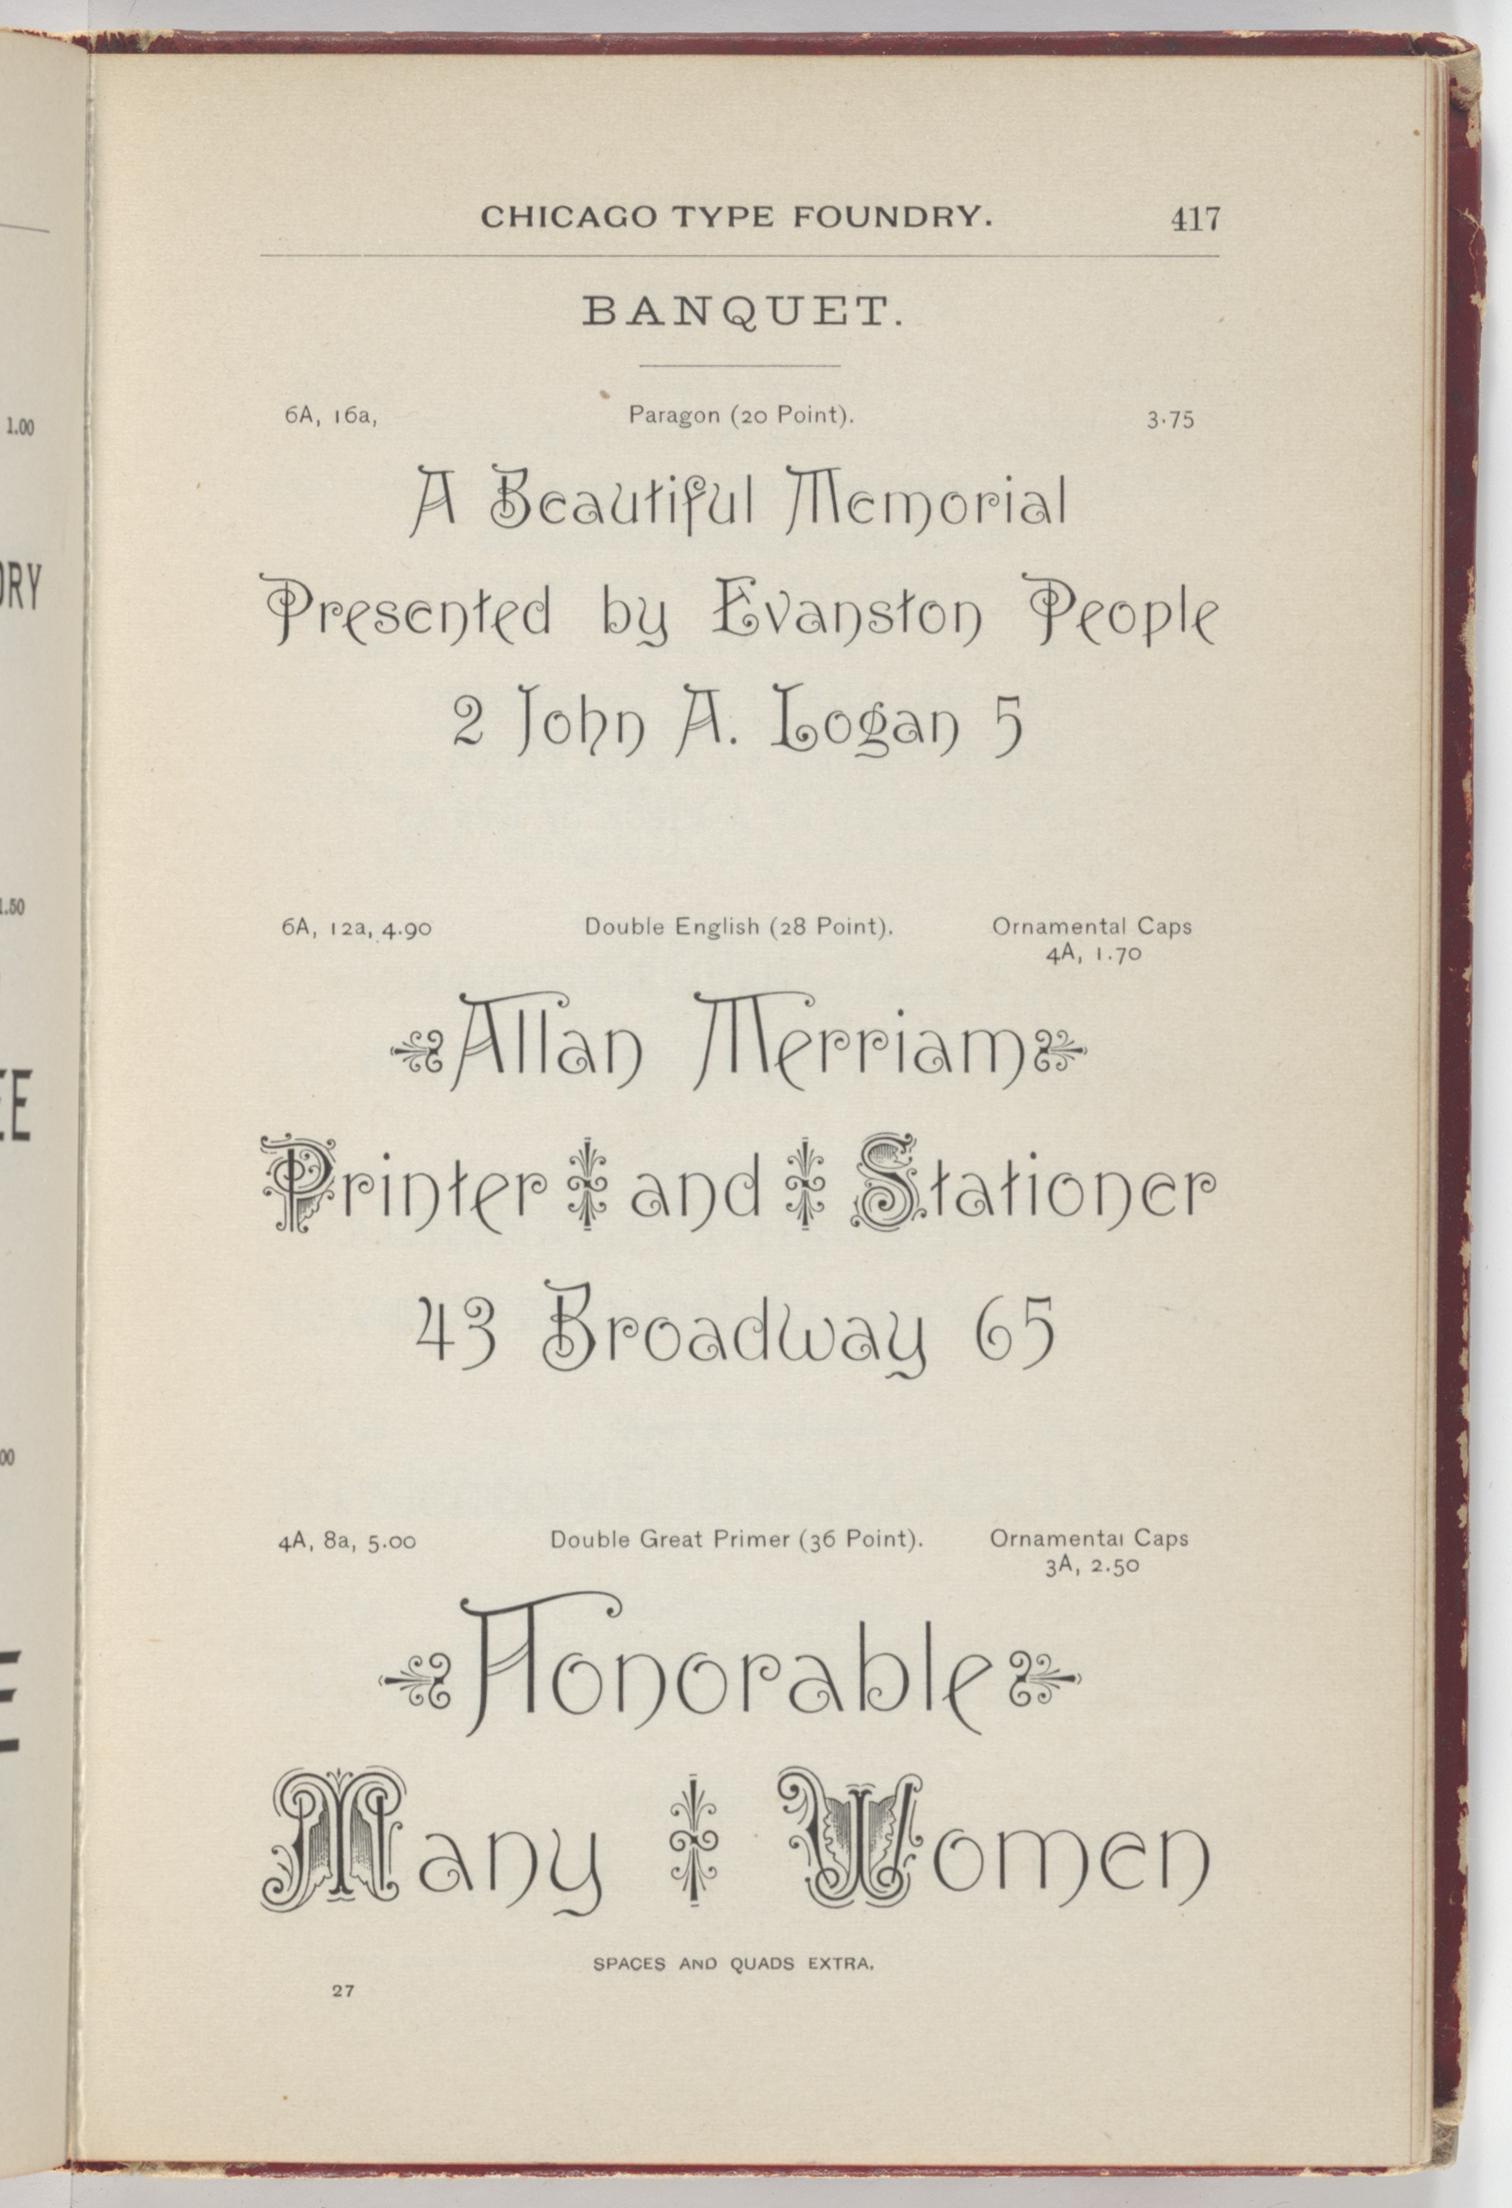 CHICAGO TYPE FOUNDRY. 417
BANQUET.
6A, 16a, Paragon (20 Point). 3.75
A Beautiful Memorial
Presented by Evanston People
2 John A. Logan 5
6A, 12a, 4.90 Double English (28 Point). Ornamental Caps
4A, 1.70
Allan Merriam
Printer and Stationer
43 Broadway 65
4A, 8a, 5.00 Double Great Primer (36 Point). Ornamental Caps
3A, 2.50
Honorable
Many Women
SPACES AND QUADS EXTRA.
27